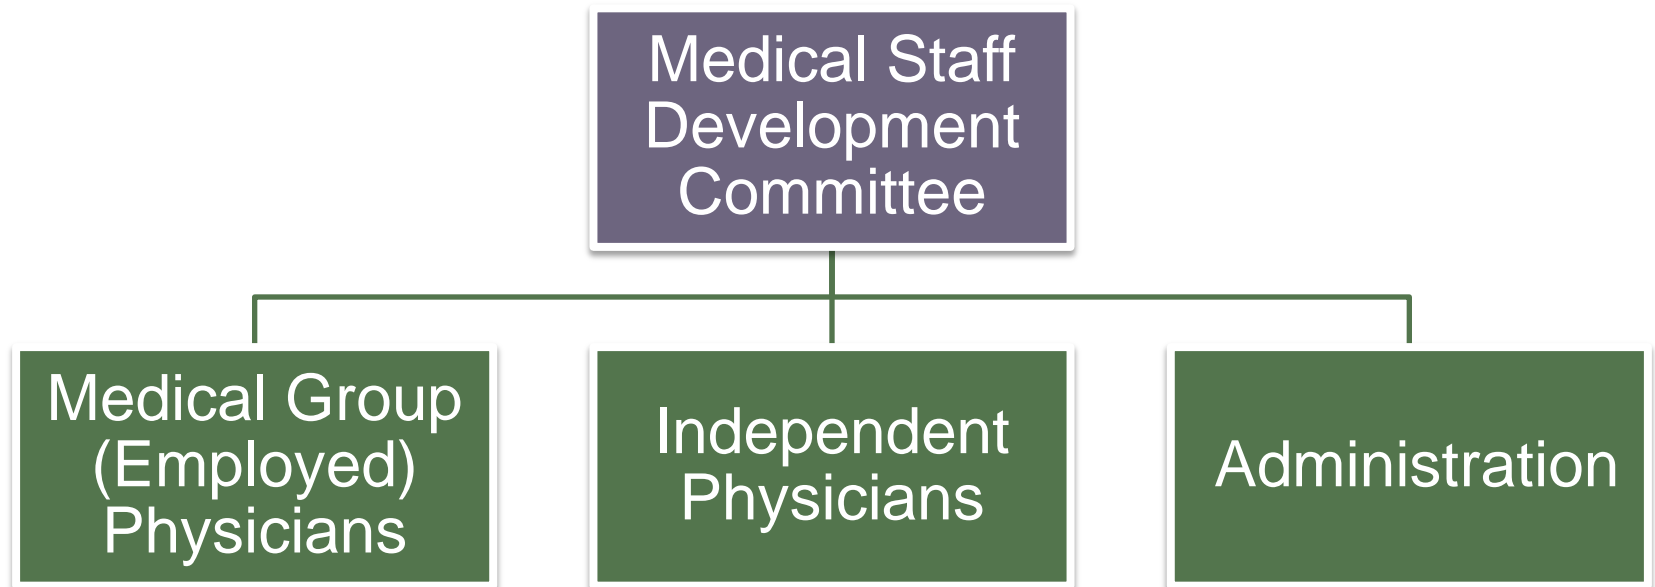 Medical Staff
Development
Committee
Medical Group
(Employed)
Physicians
Independent
Physicians
Administration